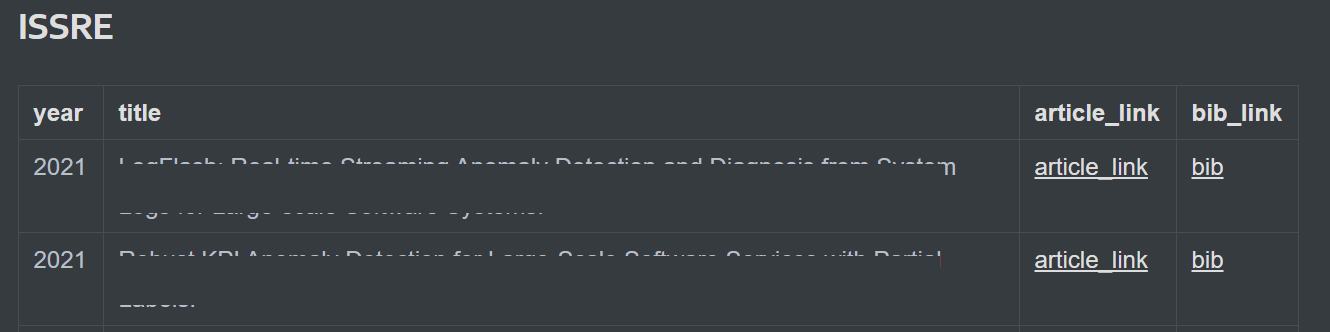 ISSRE
year title article_link bib_link
2021 LogFlash: Real-time Streaming Anomaly Detection and Diagnosis from System article_link bib
Logs for Large-Scale Software Systems.
2021 Robust KPI Anomaly Detection for Large-Scale Software Services with Partial article_link bib
Labels.